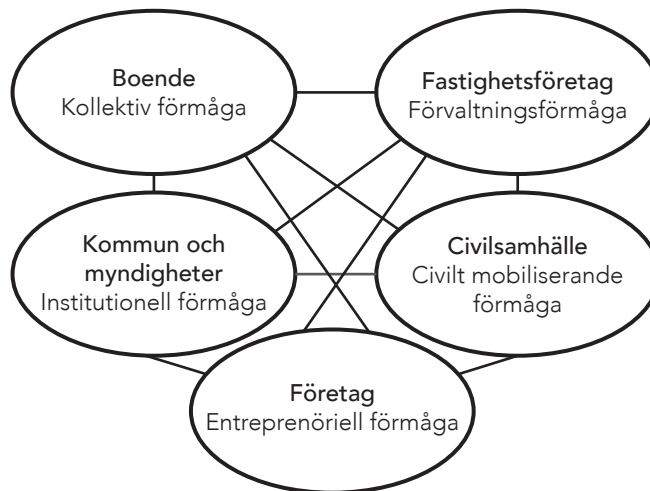 Boende
Kollektiv förmåga
Fastighetsföretag
Förvaltningsförmåga
Kommun och
myndigheter
Institutionell förmåga
Civilsamhälle
Civilt mobiliserande
förmåga
Företag
Entreprenöriell förmåga